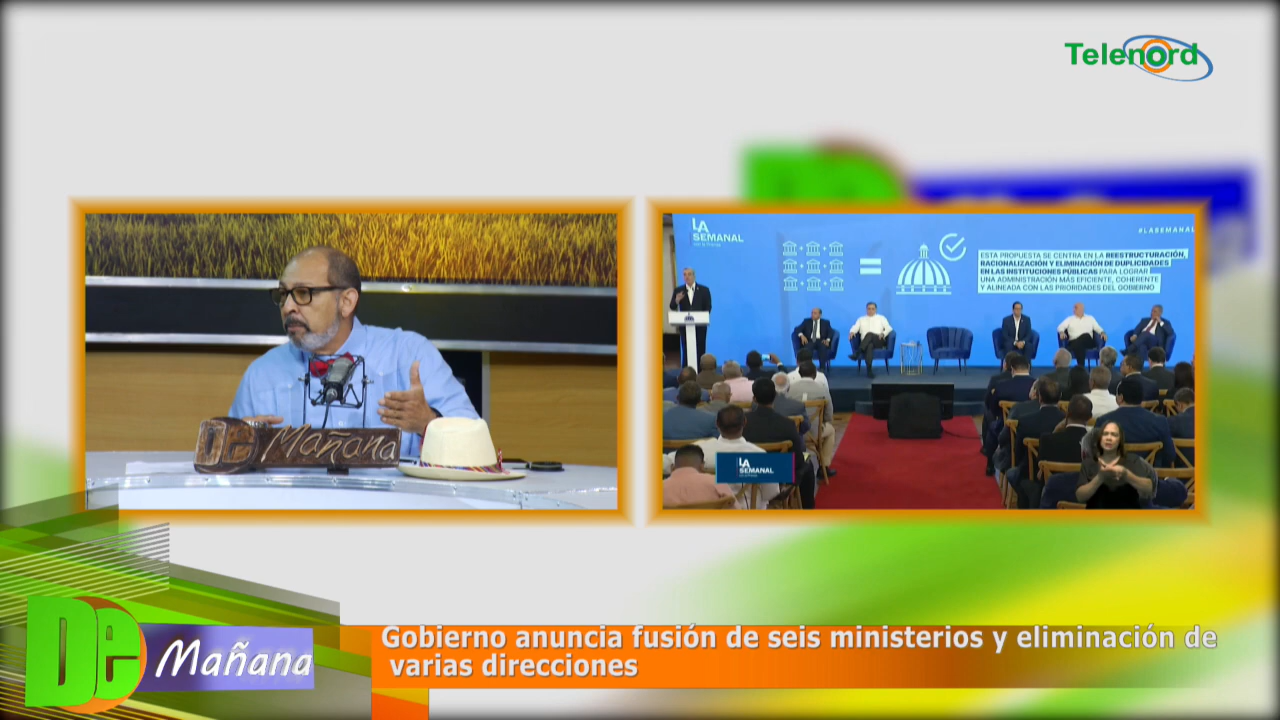 Telenord
De Mañana
LA
SEMANAL
#LASEMANAL
ESTA PROPUESTA SE CENTRA EN LA REESTRUCTURACIÓN,
RACIONALIZACIÓN Y ELIMINACIÓN DE DUPLICIDADES
EN LAS INSTITUCIONES PÚBLICAS PARA LOGRAR
UNA ADMINISTRACIÓN MÁS EFICIENTE, COHERENTE
Y ALINEADA CON LAS PRIORIDADES DEL GOBIERNO
LA
SEMANAL
De Mañana
Gobierno anuncia fusión de seis ministerios y eliminación de
varias direcciones